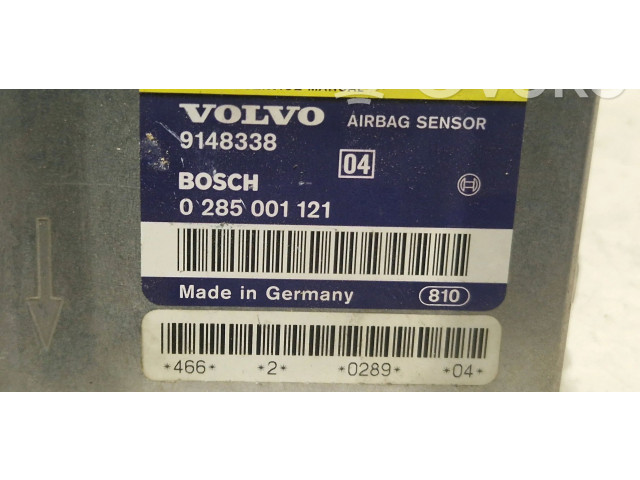 VOLVO AIRBAG SENSOR
9148338
04
BOSCH
0 285 001 121
Made in Germany 810
*466* *2* *0289* *04*